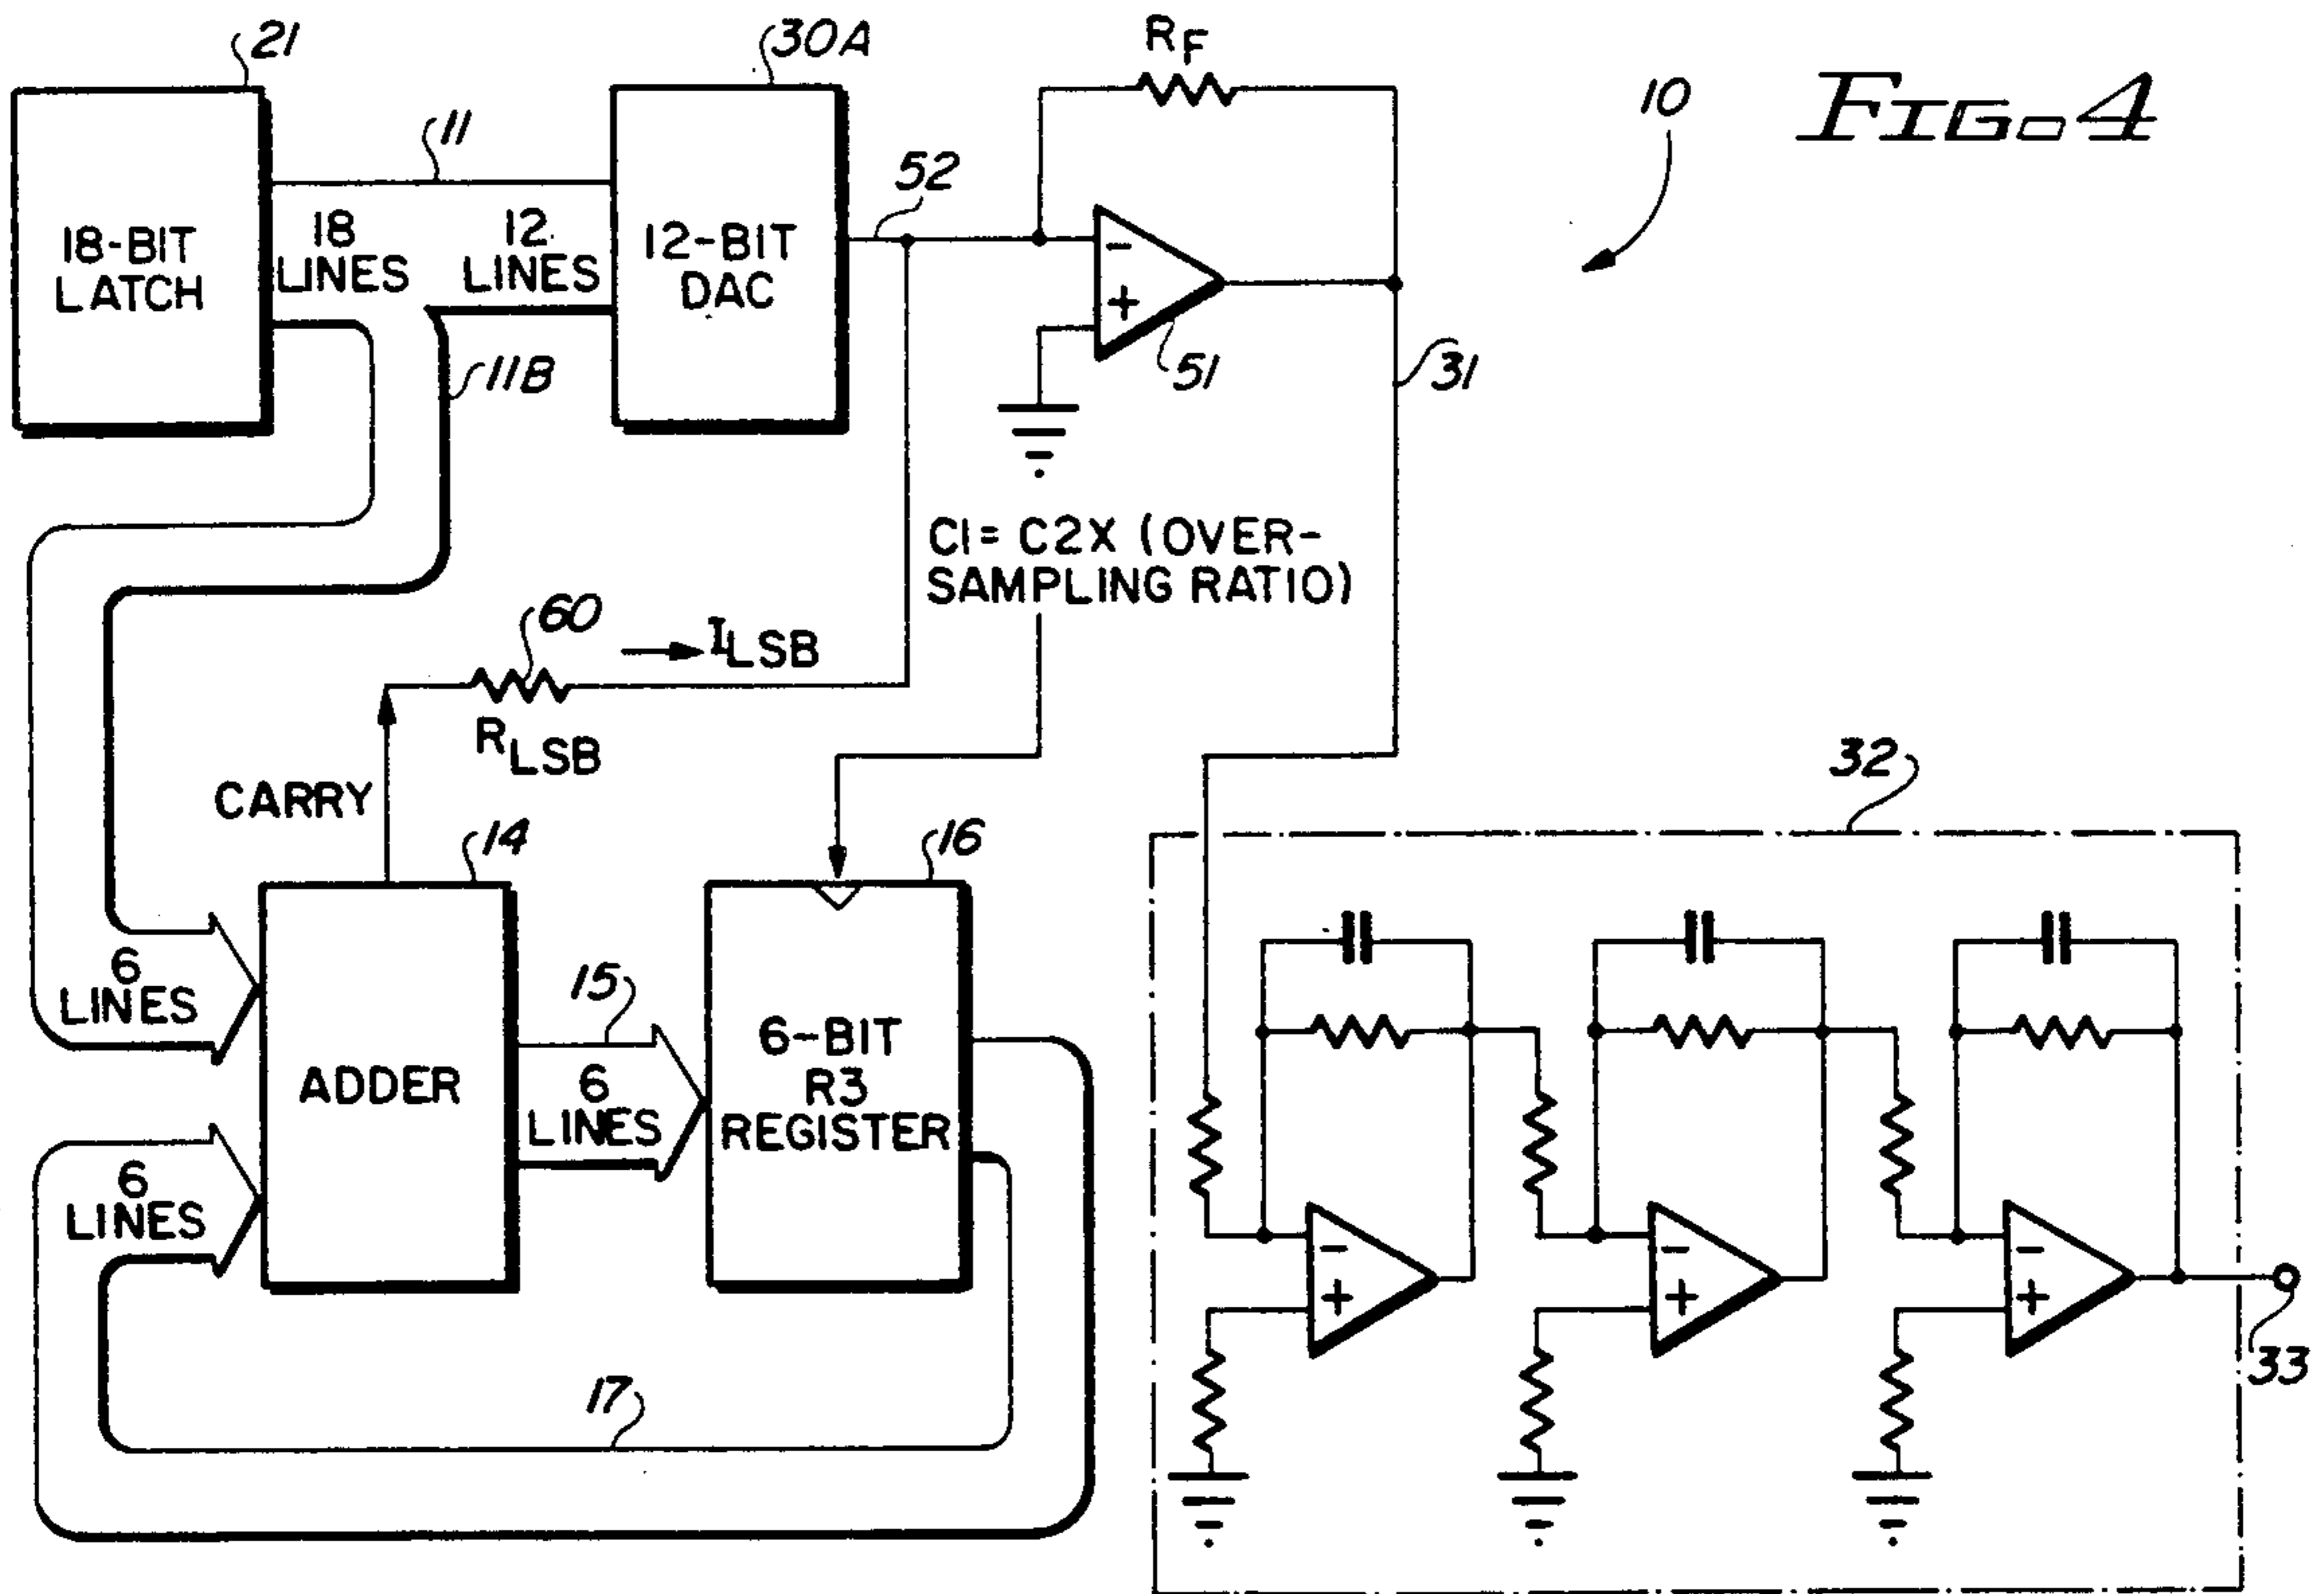 21
30A
RF
10
FIG. 4
11
52
18-BIT
LATCH
18
LINES
12
LINES
12-BIT
DAC
-
+
51
31
11B
C1= C2X (OVER-
SAMPLING RATIO)
60
ILSB
RLSB
CARRY
32
14
16
6
LINES
15
6-BIT
R3
REGISTER
ADDER
6
LINES
6
LINES
-
+
-
+
-
+
33
17